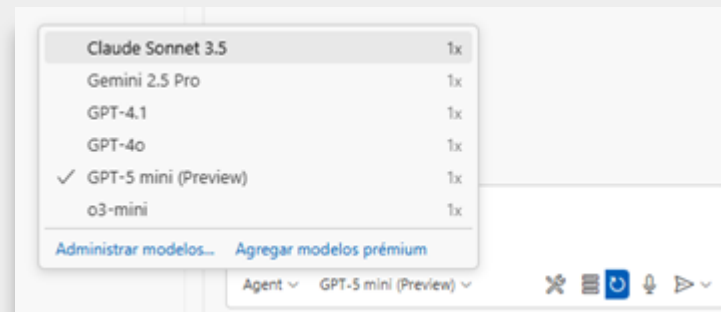 Claude Sonnet 3.5 1x
Gemini 2.5 Pro 1x
GPT-4.1 1x
GPT-4o 1x
GPT-5 mini (Preview) 1x
o3-mini 1x
Administrar modelos... Agregar modelos prémium
Agent GPT-5 mini (Preview)